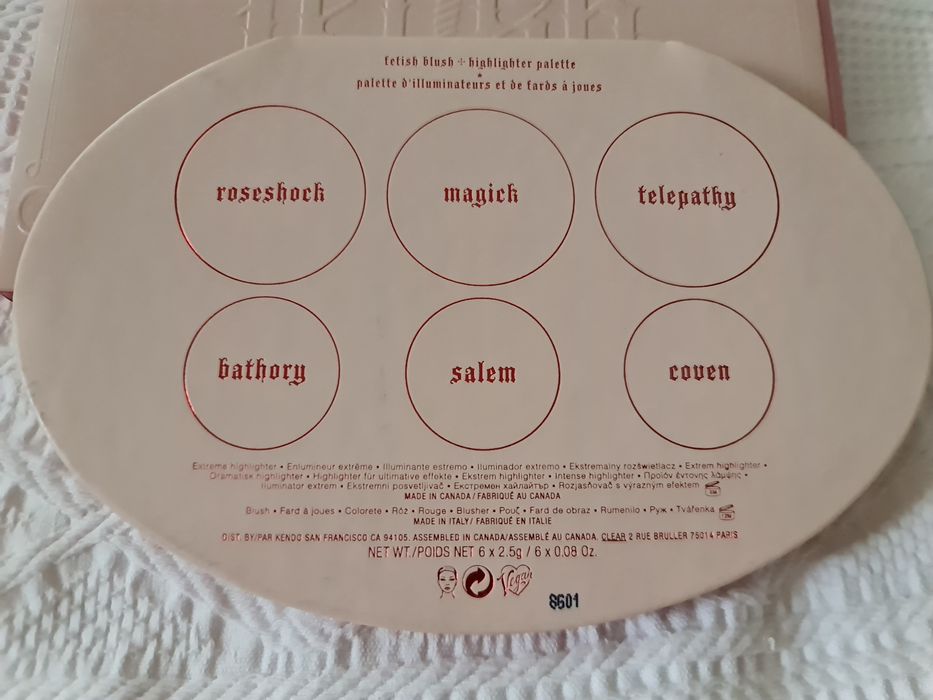 fetish blush + highlighter palette
palette d'illuminateurs et de fards à joues
roseshock magick telepathy
bathory salem coven
Extreme highlighter • Enlumineur extrême • Illuminante estremo • Iluminador extremo • Ekstremalny rozświetlacz • Extrem highlighter •
Dramatisk highlighter • Highlighter für ultimative effekte • Ekstrem highlighter • Intense highlighter • Προϊόν έντονης λάμψης •
Iluminator extrem • Ekstremni posvetljivač • Екстремен хайлайтър • Rozjasňovač s výrazným efektem
MADE IN CANADA / FABRIQUÉ AU CANADA
Blush • Fard à joues • Colorete • Róż • Rouge • Blusher • Ρουζ • Fard de obraz • Rumenilo • Руж • Tvářenka
MADE IN ITALY / FABRIQUÉ EN ITALIE
DIST. BY/PAR KENDO SAN FRANCISCO CA 94105. ASSEMBLED IN CANADA/ASSEMBLÉ AU CANADA. CLEAR 2 RUE BRULLER 75014 PARIS
NET WT./POIDS NET 6 x 2.5g / 6 x 0.08 Oz.
Vegan
8601